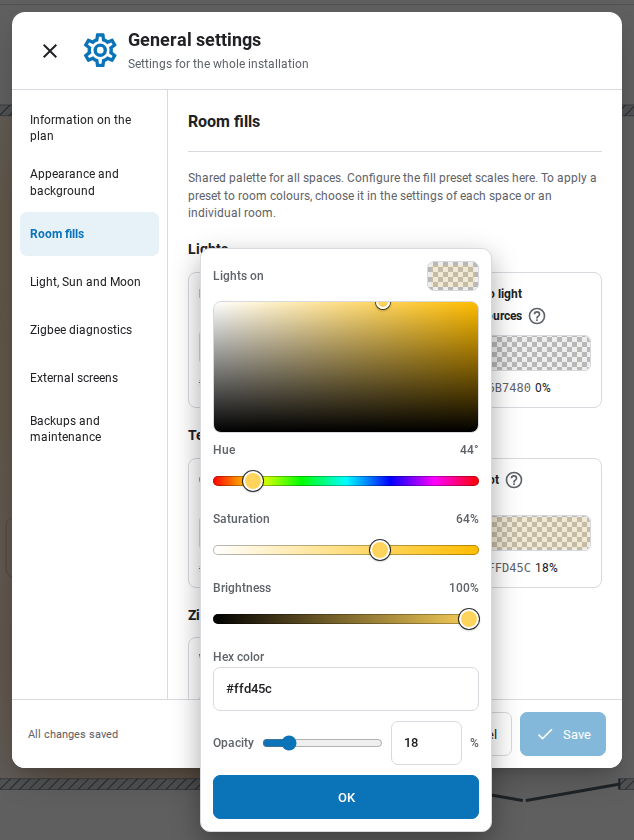 General settings
Settings for the whole installation
Information on the
plan
Appearance and
background
Room fills
Light, Sun and Moon
Zigbee diagnostics
External screens
Backups and
maintenance
Room fills
Shared palette for all spaces. Configure the fill preset scales here. To apply a
preset to room colours, choose it in the settings of each space or an
individual room.
Lights on
light
6B7480 0%
Hue 44°
Saturation 64%
FFD45C 18%
Brightness 100%
Hex color
#ffd45c
Opacity 18 %
OK
All changes saved
Save